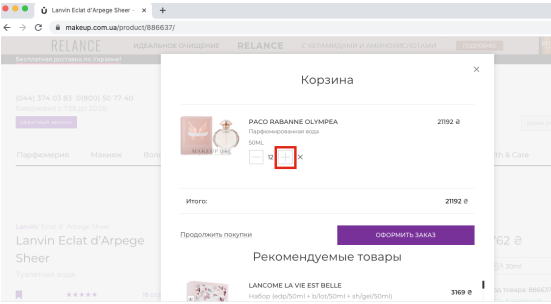 Lanvin Eclat d'Arpege Sheer -
makeup.com.ua/product/886637/
RELANCE
ИДЕАЛЬНОЕ ОЧИЩЕНИЕ RELANCE С КЕРАМИДАМИ И АМИНОКИСЛОТАМИ
Бесплатная доставка по Украине!
Корзина
(044) 374 03 83 0(800) 50 77 40
PACO RABANNE OLYMPEA 21192 ₴
Парфюмированная вода
50ML
MAKEUP
12
Парфюмерия Макияж
Итого: 21192 ₴
Продолжить покупки ОФОРМИТЬ ЗАКАЗ
Lanvin Eclat d'Arpege
Sheer
Туалетная вода
Рекомендуемые товары
LANCOME LA VIE EST BELLE 3169 ₴
Набор (edp/50ml + b/lot/50ml + sh/gel/50ml)